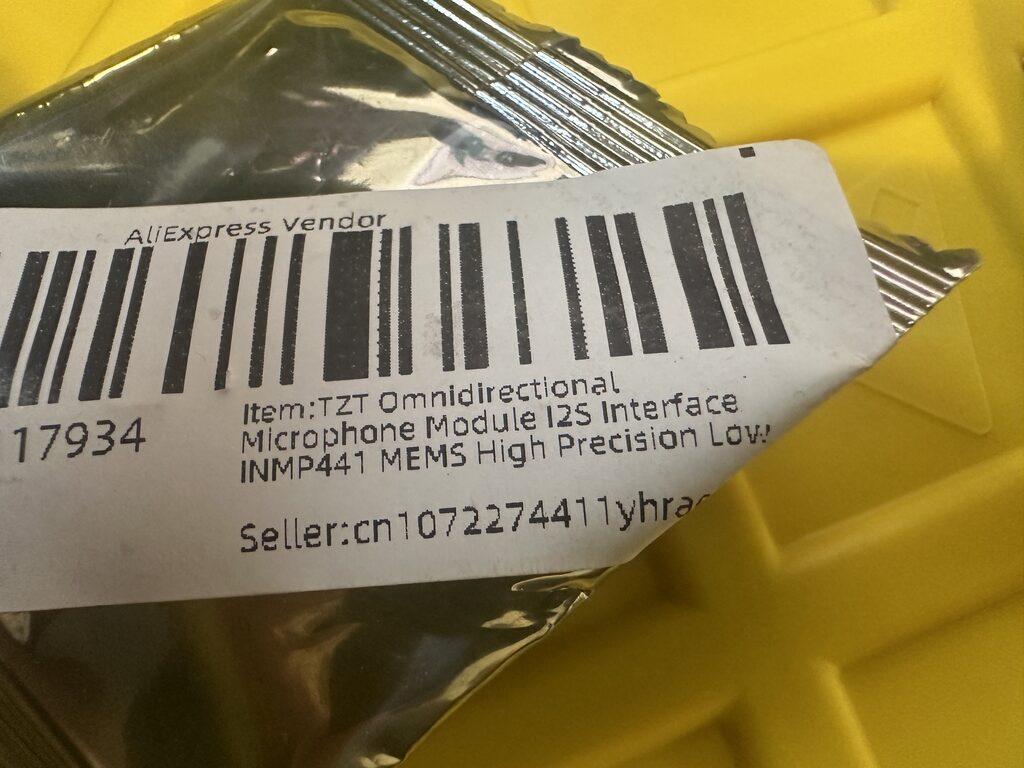 AliExpress Vendor
17934
Item:TZT Omnidirectional
Microphone Module I2S Interface
INMP441 MEMS High Precision Low
Seller:cn1072274411yhra